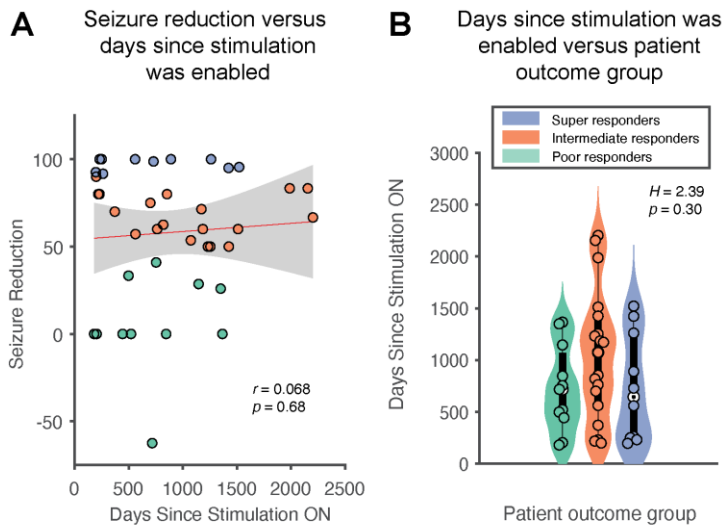 A
Seizure reduction versus
days since stimulation
was enabled
Seizure Reduction
100
50
0
-50
r = 0.068
p = 0.68
0 500 1000 1500 2000 2500
Days Since Stimulation ON
B
Days since stimulation was
enabled versus patient
outcome group
Super responders
Intermediate responders
Poor responders
H = 2.39
p = 0.30
Days Since Stimulation ON
3000
2500
2000
1500
1000
500
0
Patient outcome group